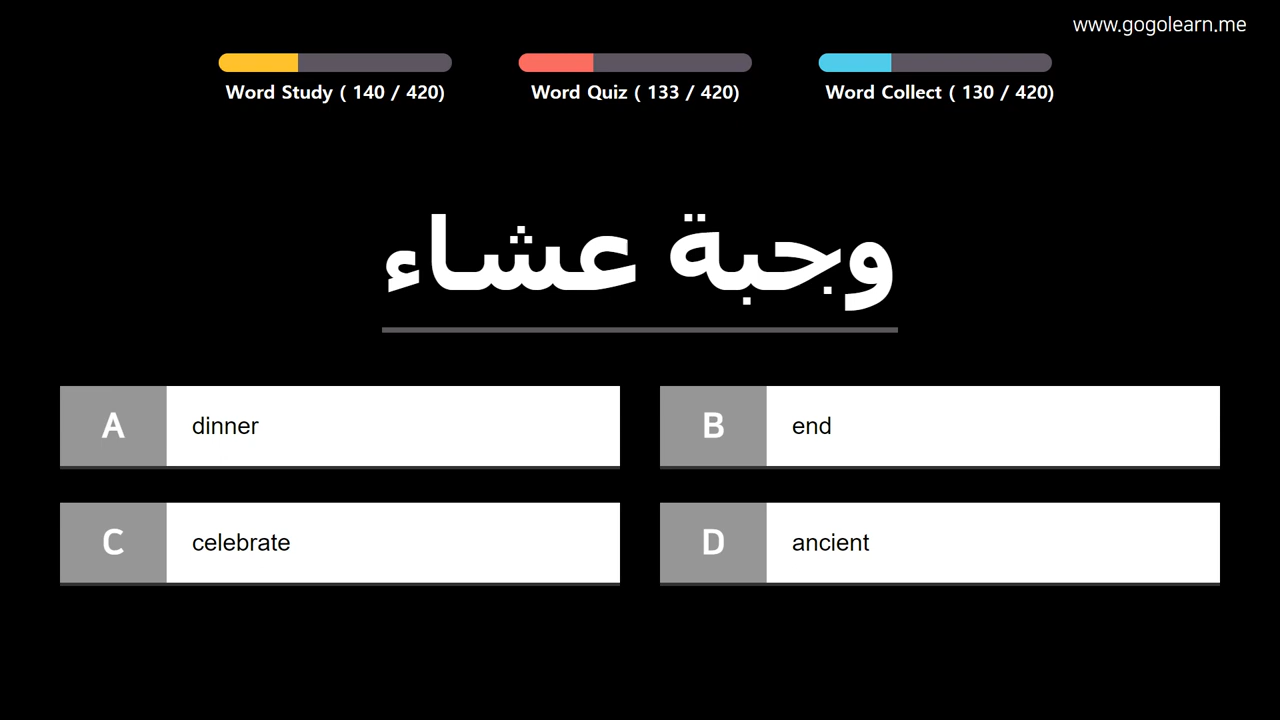 www.gogolearn.me
Word Study ( 140 / 420)
Word Quiz ( 133 / 420)
Word Collect ( 130 / 420)
وجبة عشاء
A dinner
B end
C celebrate
D ancient